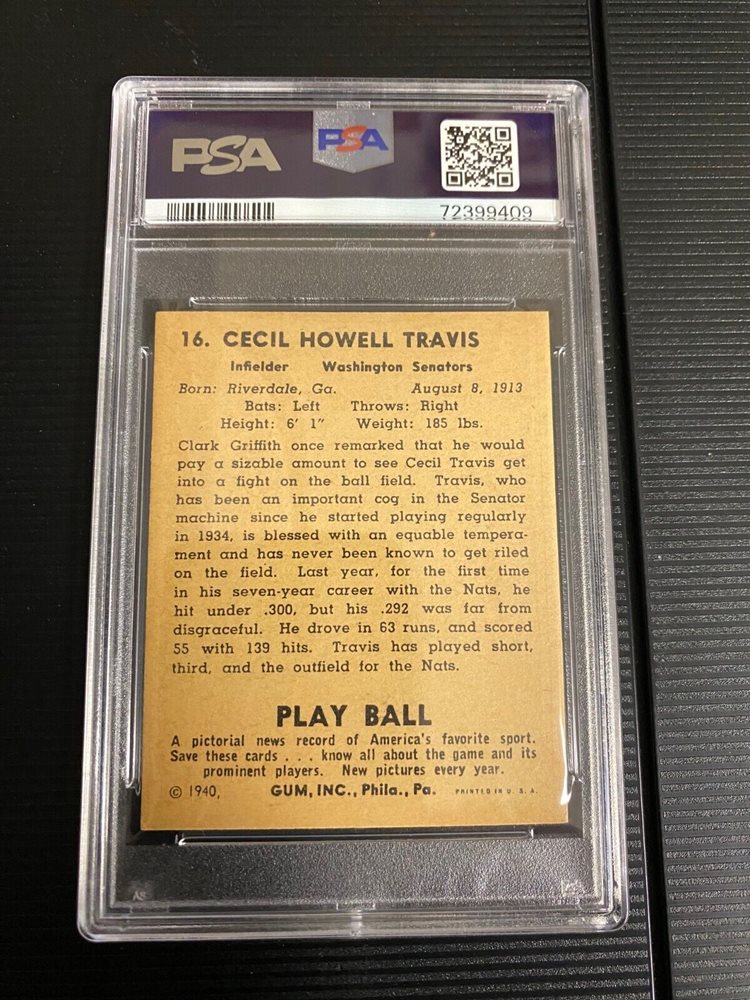 PSA PSA
72399409
16. CECIL HOWELL TRAVIS
Infielder Washington Senators
Born: Riverdale, Ga. August 8, 1913
Bats: Left Throws: Right
Height: 6' 1" Weight: 185 lbs.
Clark Griffith once remarked that he would
pay a sizable amount to see Cecil Travis get
into a fight on the ball field. Travis, who
has been an important cog in the Senator
machine since he started playing regularly
in 1934, is blessed with an equable tempera-
ment and has never been known to get riled
on the field. Last year, for the first time
in his seven-year career with the Nats, he
hit under .300, but his .292 was far from
disgraceful. He drove in 63 runs, and scored
55 with 139 hits. Travis has played short,
third, and the outfield for the Nats.
PLAY BALL
A pictorial news record of America's favorite sport.
Save these cards . . . know all about the game and its
prominent players. New pictures every year.
© 1940, GUM, INC., Phila., Pa. PRINTED IN U. S. A.